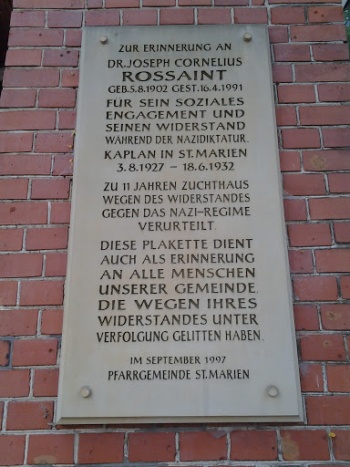 ZUR ERINNERUNG AN
DR. JOSEPH CORNELIUS
ROSSAINT
GEB. 5.8.1902 GEST. 16.4.1991
FÜR SEIN SOZIALES
ENGAGEMENT UND
SEINEN WIDERSTAND
WÄHREND DER NAZIDIKTATUR.
KAPLAN IN ST. MARIEN
3.8.1927 – 18.6.1932
ZU 11 JAHREN ZUCHTHAUS
WEGEN DES WIDERSTANDES
GEGEN DAS NAZI-REGIME
VERURTEILT.
DIESE PLAKETTE DIENT
AUCH ALS ERINNERUNG
AN ALLE MENSCHEN
UNSERER GEMEINDE.
DIE WEGEN IHRES
WIDERSTANDES UNTER
VERFOLGUNG GELITTEN HABEN.
IM SEPTEMBER 1997
PFARRGEMEINDE ST. MARIEN